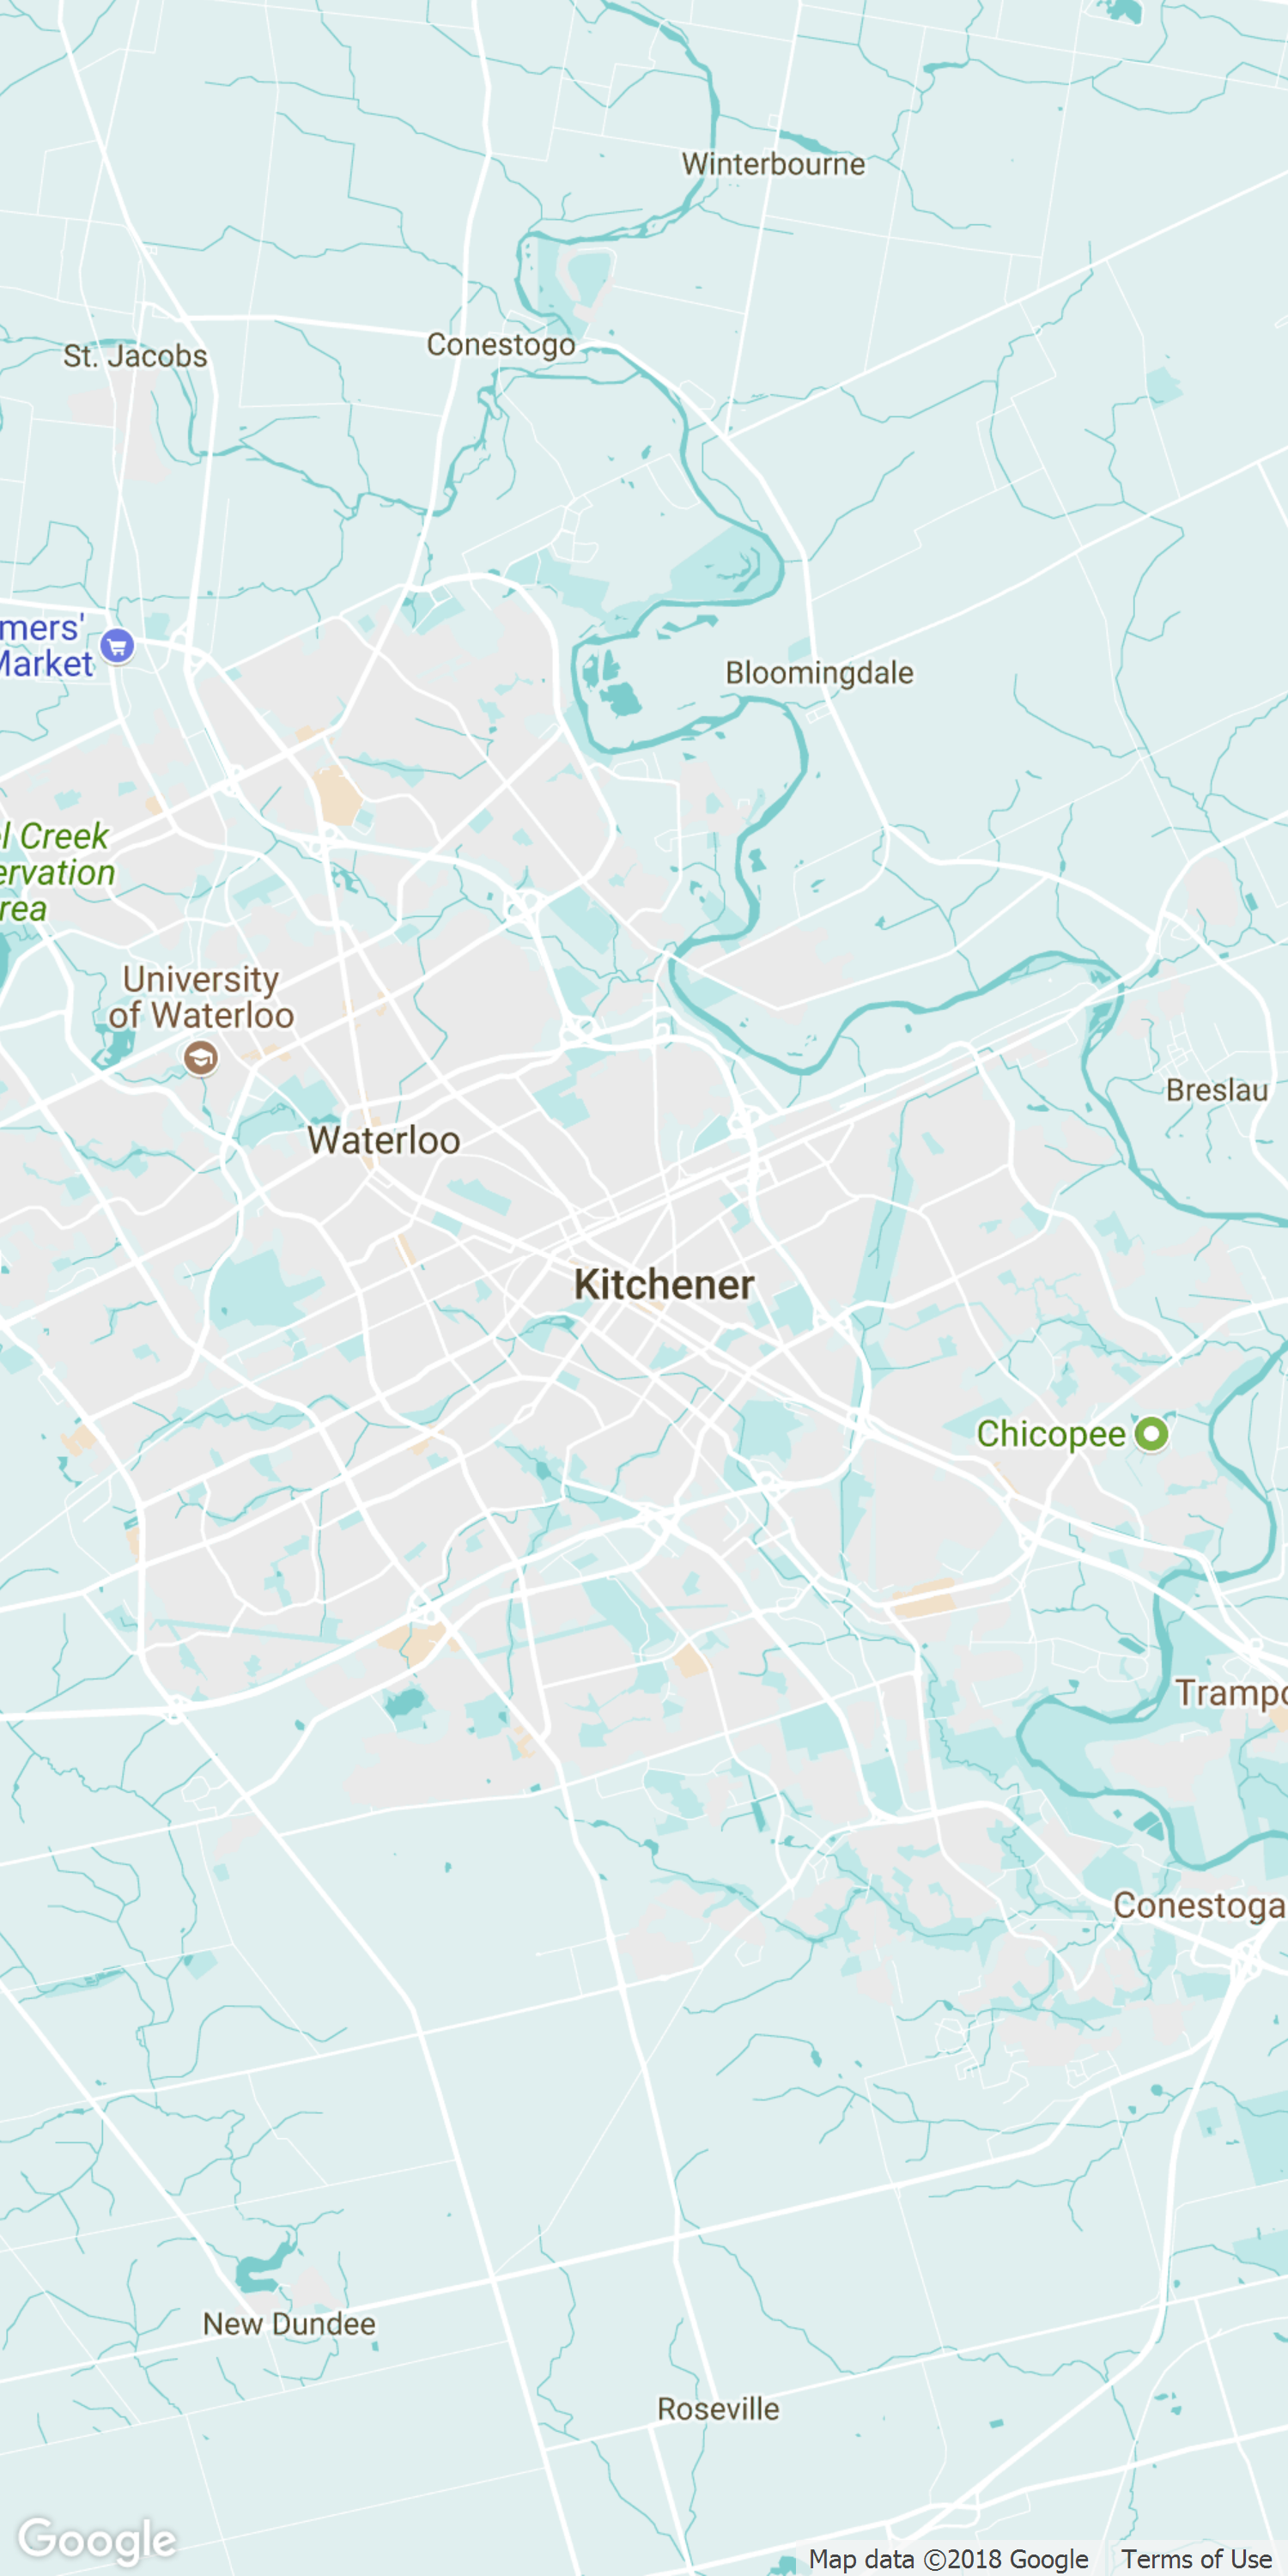 Winterbourne
Conestogo
St. Jacobs
mers'
Market
Bloomingdale
el Creek
ervation
rea
University
of Waterloo
Breslau
Waterloo
Kitchener
Chicopee
Trampo
Conestoga
New Dundee
Roseville
Google
Map data ©2018 Google
Terms of Use